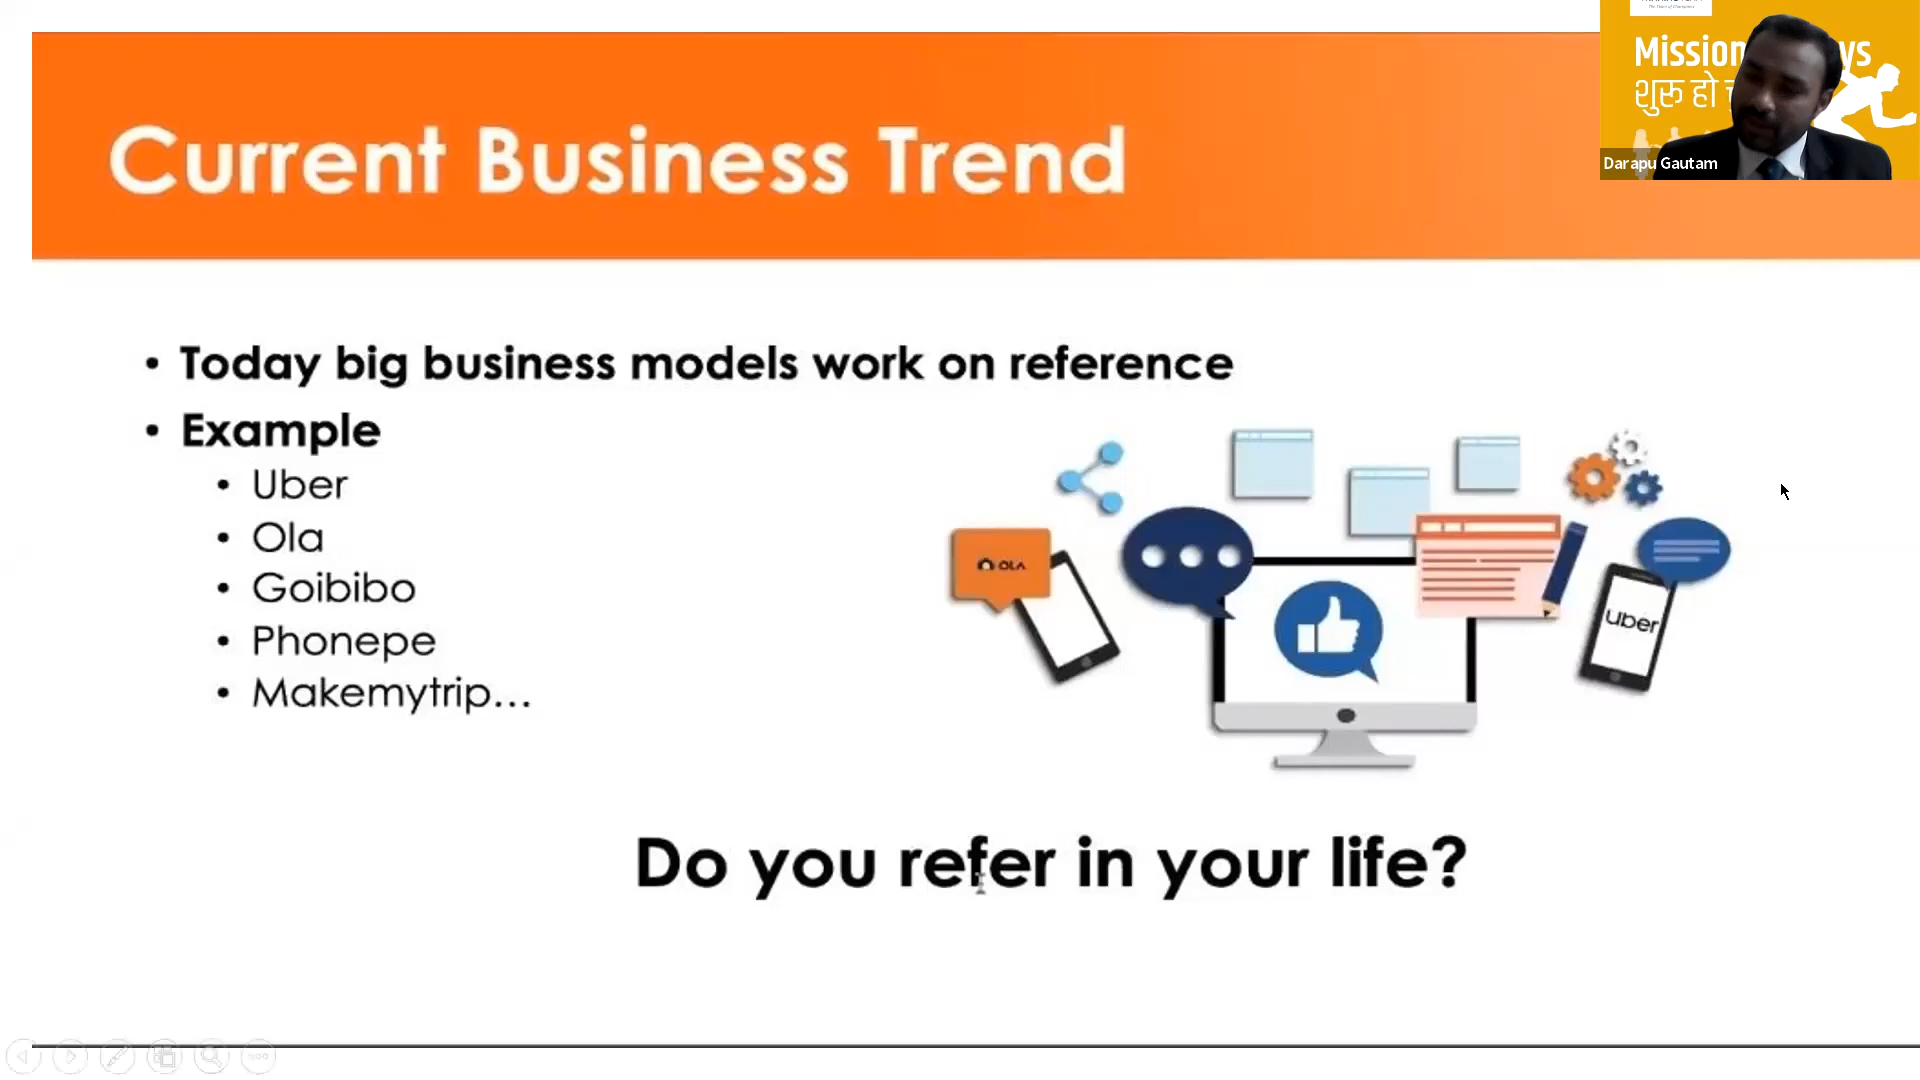 Current Business Trend
Mission
ys
शुरू हो
Darapu Gautam
• Today big business models work on reference
• Example
• Uber
• Ola
• Goibibo
• Phonepe
• Makemytrip...
OLA
uber
Do you refer in your life?